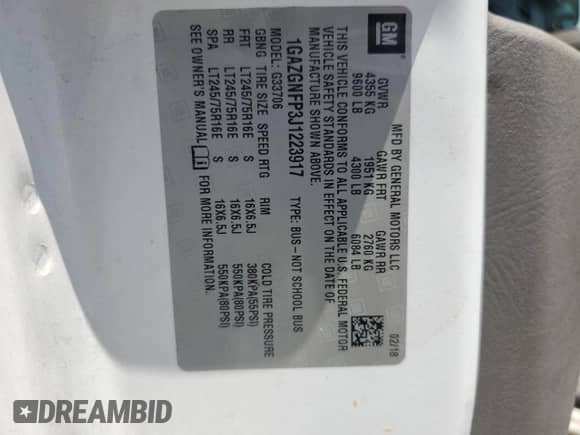 GM
MFD BY GENERAL MOTORS LLC
02/18
GVWR GAWR FRT GAWR RR
4355 KG 1951 KG 2760 KG
9600 LB 4300 LB 6084 LB
THIS VEHICLE CONFORMS TO ALL APPLICABLE U.S. FEDERAL MOTOR
VEHICLE SAFETY STANDARDS IN EFFECT ON THE DATE OF
MANUFACTURE SHOWN ABOVE.
1GAZGNFP3J1223917 TYPE: BUS-NOT SCHOOL BUS
MODEL: G33706
GBNG TIRE SIZE SPEED RTG RIM COLD TIRE PRESSURE
FRT LT245/75R16E S 16X6.5J 380KPA(55PSI)
RR LT245/75R16E S 16X6.5J 550KPA(80PSI)
SPA LT245/75R16E S 16X6.5J 550KPA(80PSI)
SEE OWNER'S MANUAL FOR MORE INFORMATION.
DREAMBID